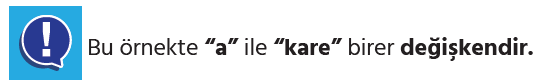 Bu örnekte “a” ile “kare” birer değişkendir.